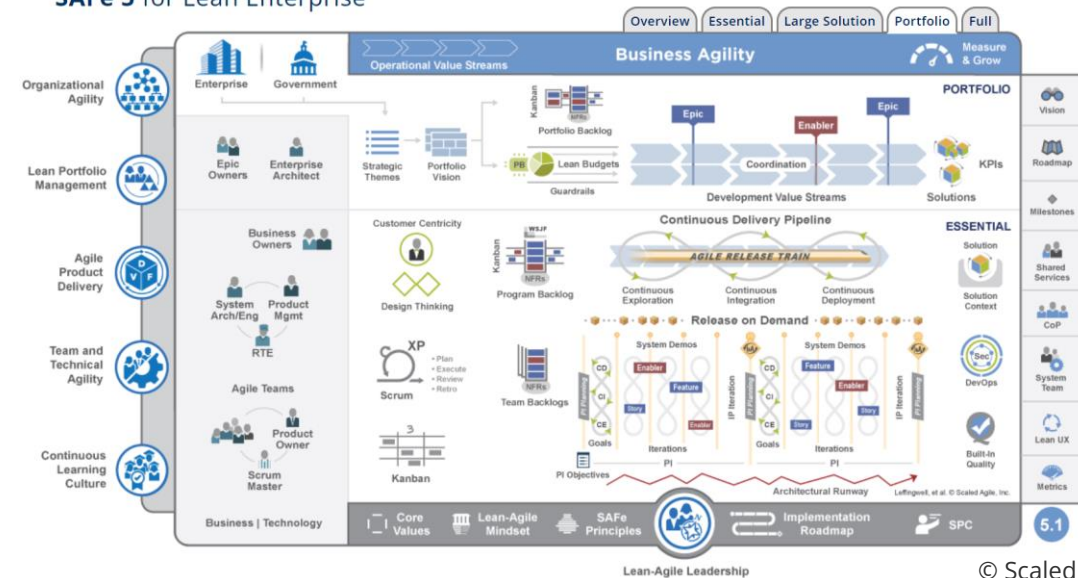 SAFe 5 for Lean Enterprise
Overview
Essential
Large Solution
Portfolio
Full
Organizational
Agility
Lean Portfolio
Management
Agile
Product
Delivery
Team and
Technical
Agility
Continuous
Learning
Culture
Enterprise
Government
Operational Value Streams
Business Agility
Measure
& Grow
PORTFOLIO
Epic
Owners
Enterprise
Architect
Strategic
Themes
Portfolio
Vision
Kanban
NFRs
Portfolio Backlog
PB
Lean Budgets
Guardrails
Epic
Enabler
Epic
Coordination
Development Value Streams
KPIs
Solutions
Business
Owners
System
Arch/Eng
Product
Mgmt
RTE
Agile Teams
Product
Owner
Scrum
Master
Business | Technology
Customer Centricity
Design Thinking
XP
• Plan
• Execute
• Review
• Retro
Scrum
3
Kanban
Kanban
WSJF
NFRs
Program Backlog
NFRs
Team Backlogs
Continuous Delivery Pipeline
AGILE RELEASE TRAIN
Continuous
Exploration
Continuous
Integration
Continuous
Deployment
Release on Demand
System Demos
System Demos
PI Planning
CD
CI
CE
Goals
Enabler
Feature
Story
Enabler
Iterations
IP Iteration
PI Planning
CD
CI
CE
Goals
Feature
Enabler
Story
Story
Iterations
IP Iteration
PI Planning
PI
PI
PI Objectives
Architectural Runway
Leffingwell, et al. © Scaled Agile, Inc.
ESSENTIAL
Solution
Solution
Context
Sec
DevOps
Built-In
Quality
Vision
Roadmap
Milestones
Shared
Services
CoP
System
Team
Lean UX
Metrics
5.1
Core
Values
Lean-Agile
Mindset
SAFe
Principles
Implementation
Roadmap
SPC
Lean-Agile Leadership
© Scaled